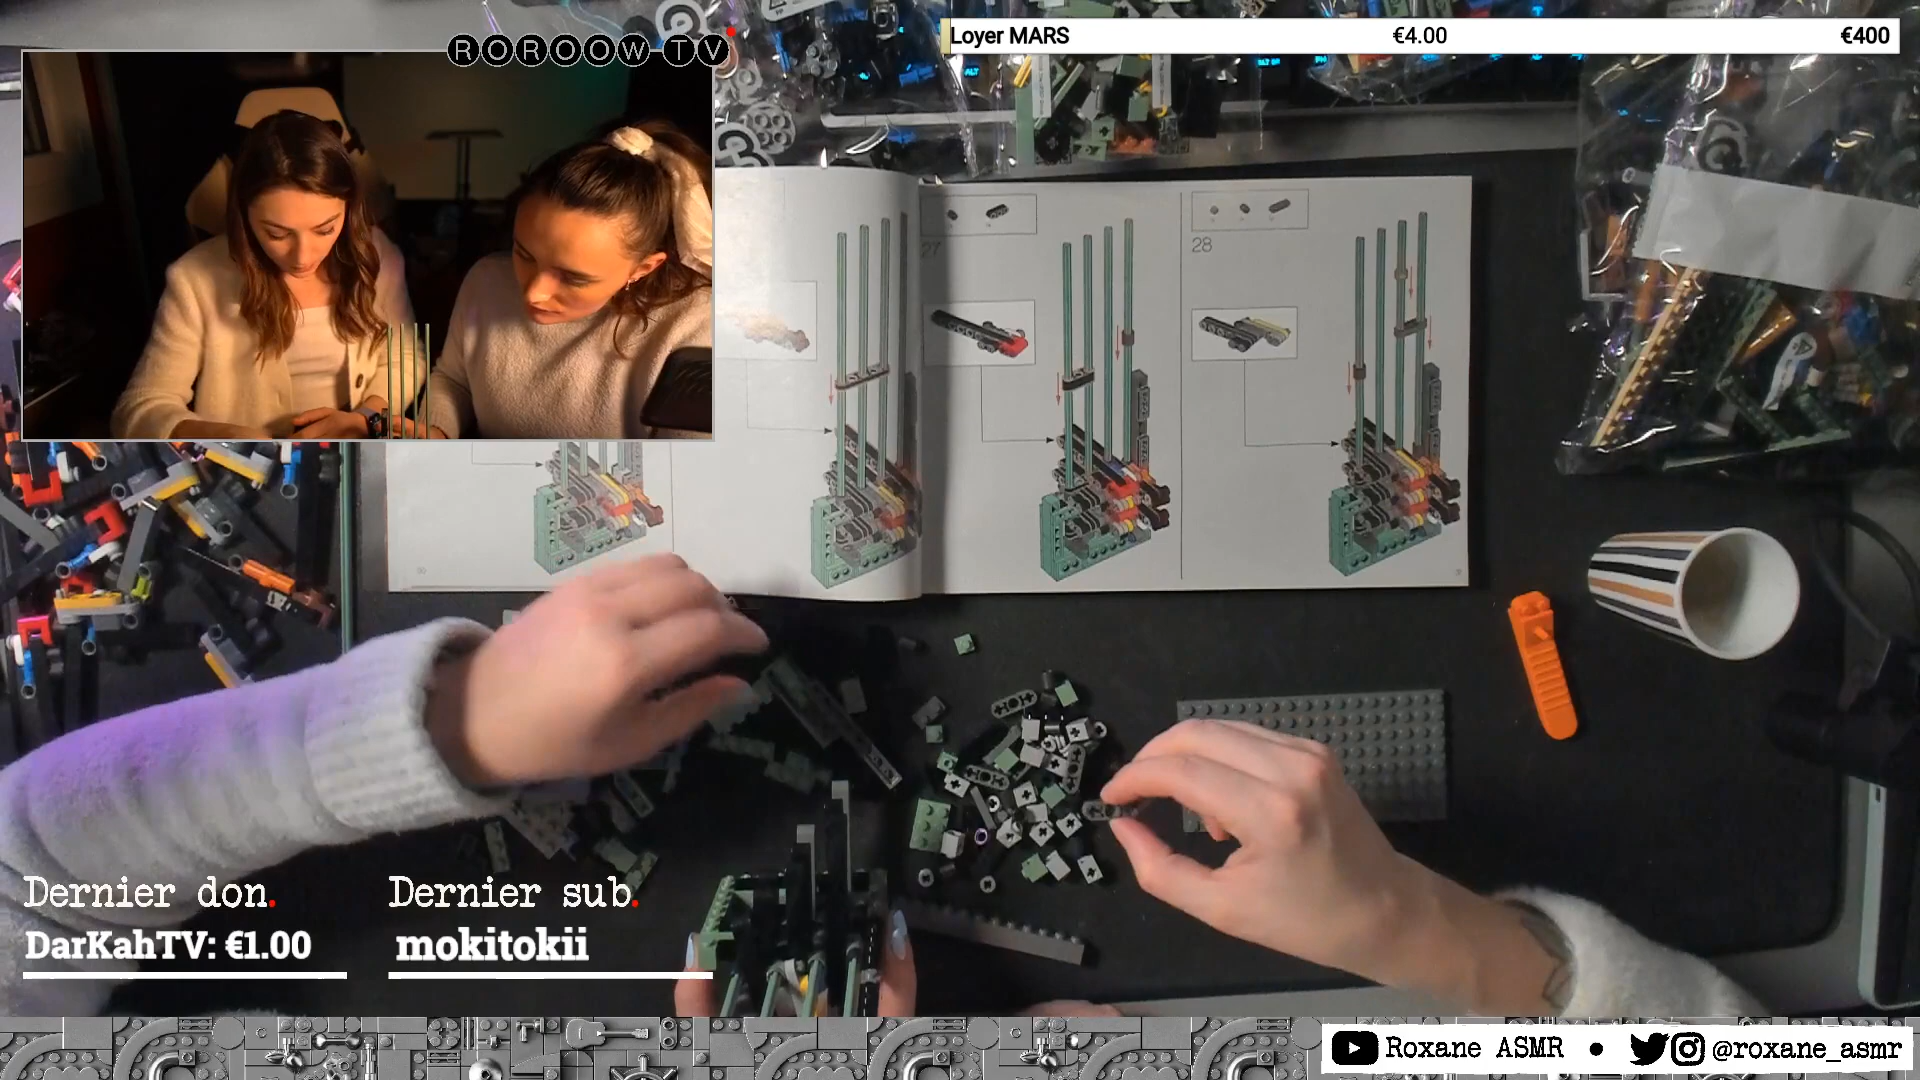 ROROOW TV
Loyer MARS €4.00 €400
27
28
Dernier don.
DarKahTV: €1.00
Dernier sub.
mokitokii
Roxane ASMR • @roxane_asmr